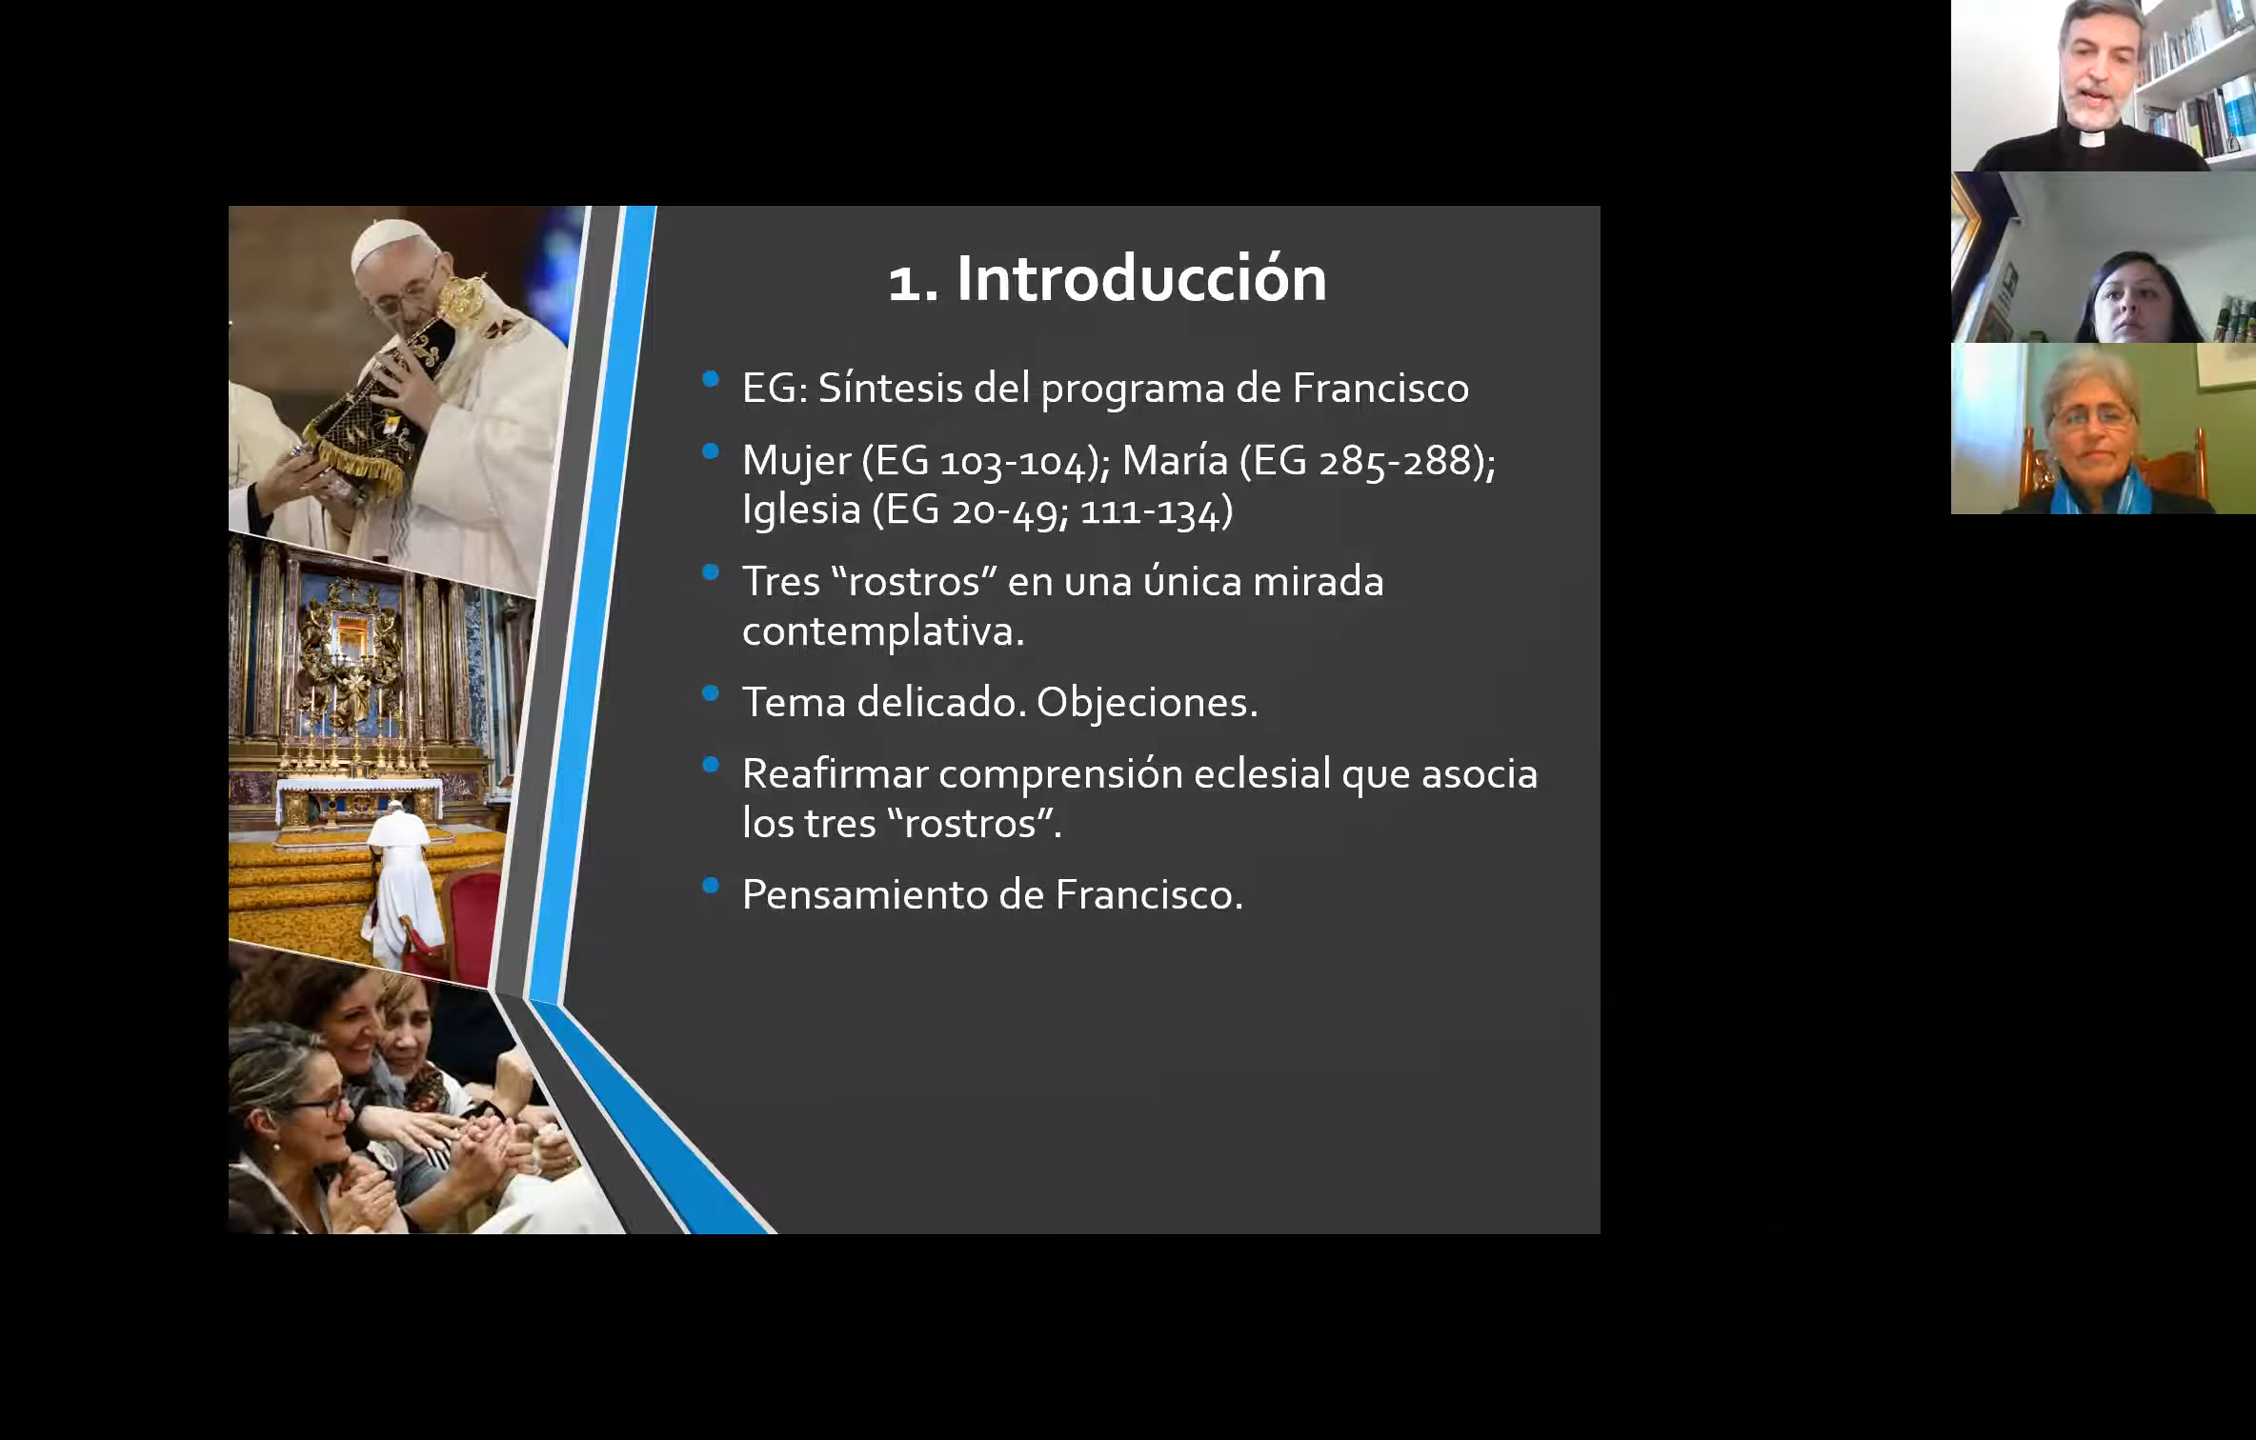 1. Introducción
EG: Síntesis del programa de Francisco
Mujer (EG 103-104); María (EG 285-288);
Iglesia (EG 20-49; 111-134)
Tres “rostros” en una única mirada
contemplativa.
Tema delicado. Objeciones.
Reafirmar comprensión eclesial que asocia
los tres “rostros”.
Pensamiento de Francisco.